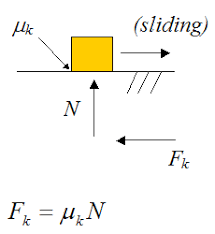 μk (sliding)
N
Fk
Fk = μkN